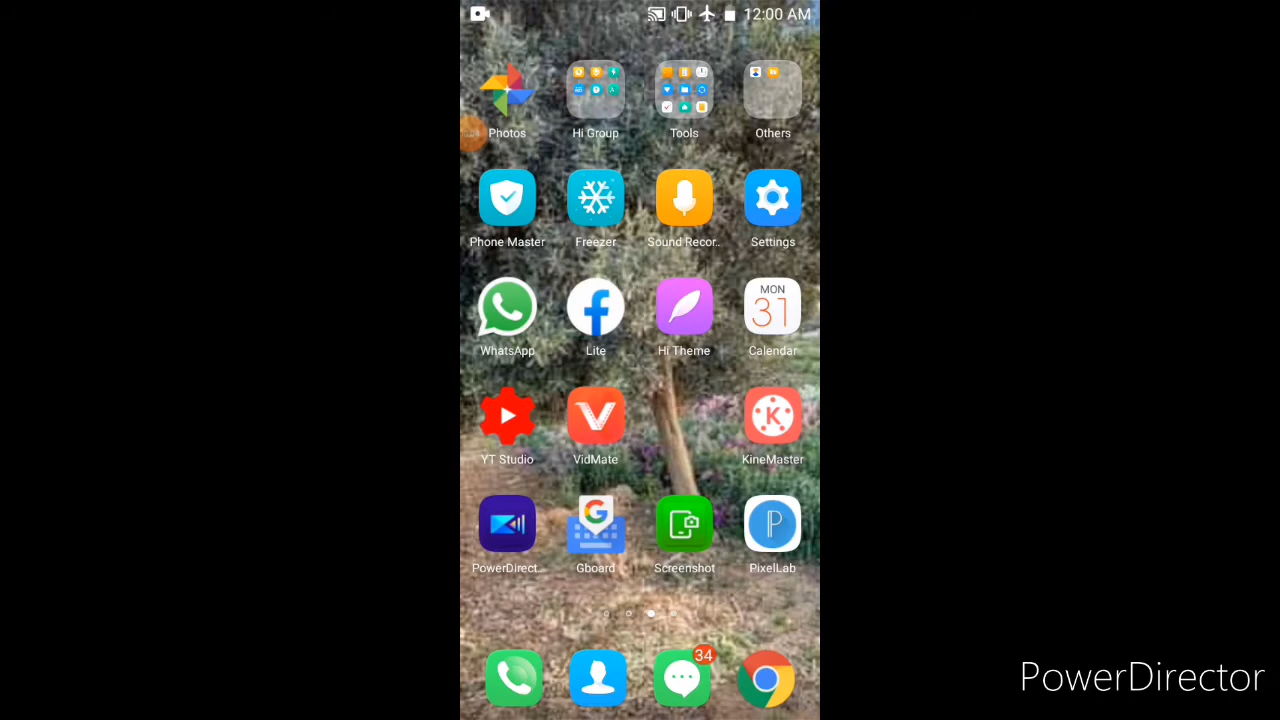 12:00 AM
Photos
Hi Group
Tools
Others
Phone Master
Freezer
Sound Recor..
Settings
MON
31
WhatsApp
Lite
Hi Theme
Calendar
YT Studio
VidMate
K
KineMaster
G
P
PowerDirect..
Gboard
Screenshot
PixelLab
34
PowerDirector